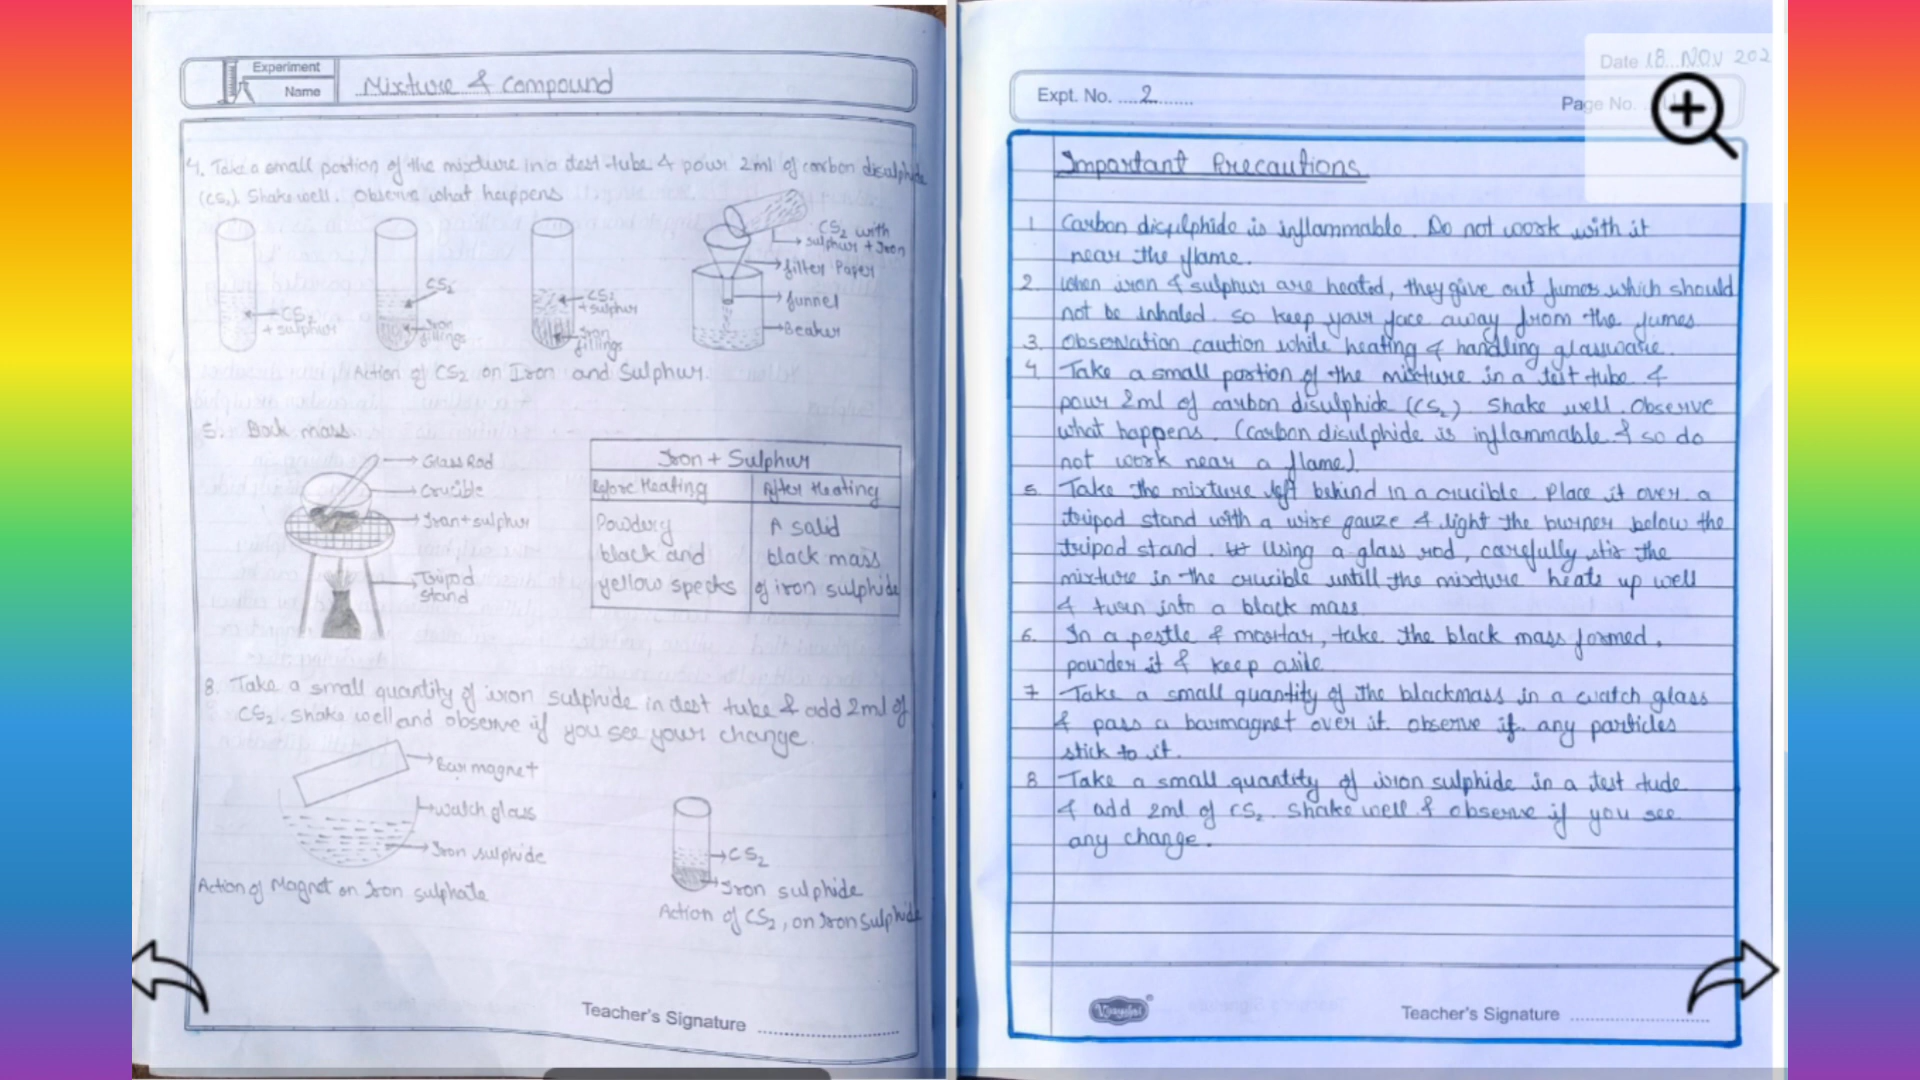 Experiment
Name
Mixture & Compound
4. Take a small portion of the mixture in a test-tube & pour 2ml of carbon disulphide
(CS2) Shake well. Observe what happens
CS2
+ sulphur
CS2
Iron
fillings
CS2
+ sulphur
Iron
fillings
CS2 with
sulphur + Iron
filter Paper
funnel
Beaker
Action of CS2 on Iron and Sulphur.
5. Back mass
Glass Rod
Crucible
Iron+sulphur
Tripod
stand
Iron + Sulphur
Before Heating
After Heating
Powdery
black and
yellow specks
A solid
black mass
of iron sulphide
8. Take a small quantity of iron sulphide in test tube & add 2ml of
CS2. Shake well and observe if you see your change.
Bar magnet
watch glass
Iron sulphide
Action of Magnet on Iron sulphate
CS2
Iron sulphide
Action of CS2, on Iron Sulphide
Teacher's Signature
Date 18 NOV 202
Expt. No. 2
Page No.
Important Precautions
1 Carbon disulphide is inflammable. Do not work with it
near the flame.
2. When iron & sulphur are heated, they give out fumes which should
not be inhaled. so keep your face away from the fumes
3. Observation caution while heating & handling glassware.
4 Take a small portion of the mixture in a test tube &
pour 2ml of carbon disulphide (CS2). Shake well. Observe
what happens. (Carbon disulphide is inflammable & so do
not work near a flame).
5. Take the mixture left behind in a crucible. Place it over a
tripod stand with a wire gauze & light the burner below the
tripod stand. Using a glass rod, carefully stir the
mixture in the crucible untill the mixture heats up well
& turn into a black mass
6. In a pestle & mortar, take the black mass formed.
powder it & keep asile
7 Take a small quantity of the blackmass in a watch glass
& pass a barmagnet over it. observe if any particles
stick to it.
8 Take a small quantity of iron sulphide in a test tude
& add 2ml of CS2. Shake well & observe if you see
any change.
Teacher's Signature